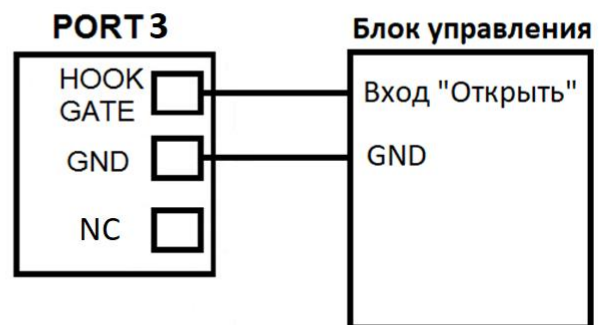 PORT 3
HOOK
GATE
GND
NC
Блок управления
Вход "Открыть"
GND